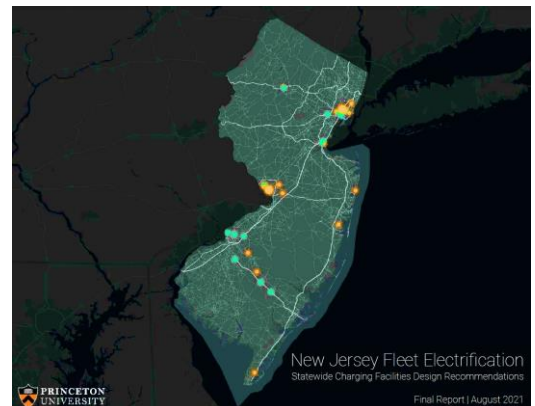 New Jersey Fleet Electrification
Statewide Charging Facilities Design Recommendations
PRINCETON
UNIVERSITY
Final Report | August 2021